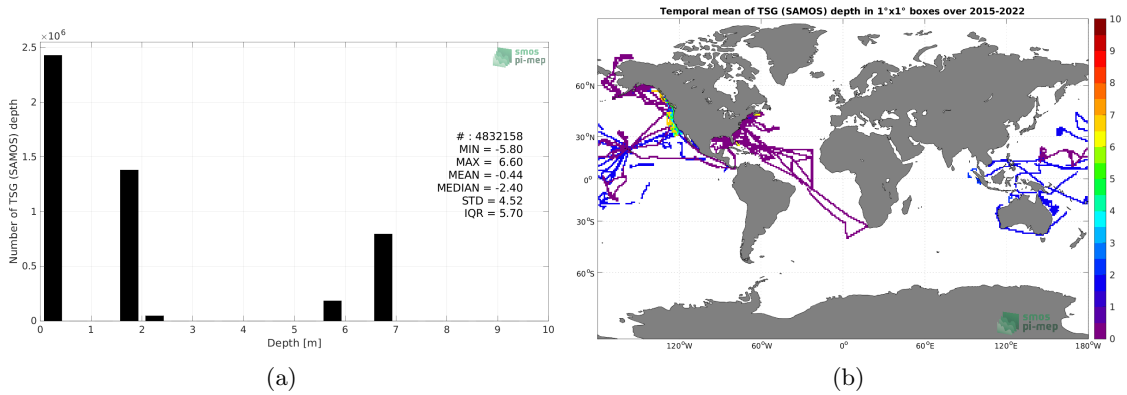 ×10⁶
2.5
2
1.5
1
0.5
0
Number of TSG (SAMOS) depth
smos
pi-mep
# : 4832158
MIN = -5.80
MAX = 6.60
MEAN = -0.44
MEDIAN = -2.40
STD = 4.52
IQR = 5.70
0 1 2 3 4 5 6 7 8 9 10
Depth [m]
(a)
Temporal mean of TSG (SAMOS) depth in 1°x1° boxes over 2015-2022
60°N
30°N
0°
30°S
60°S
120°W 60°W 0° 60°E 120°E 180°W
smos
pi-mep
10
9
8
7
6
5
4
3
2
1
0
(b)